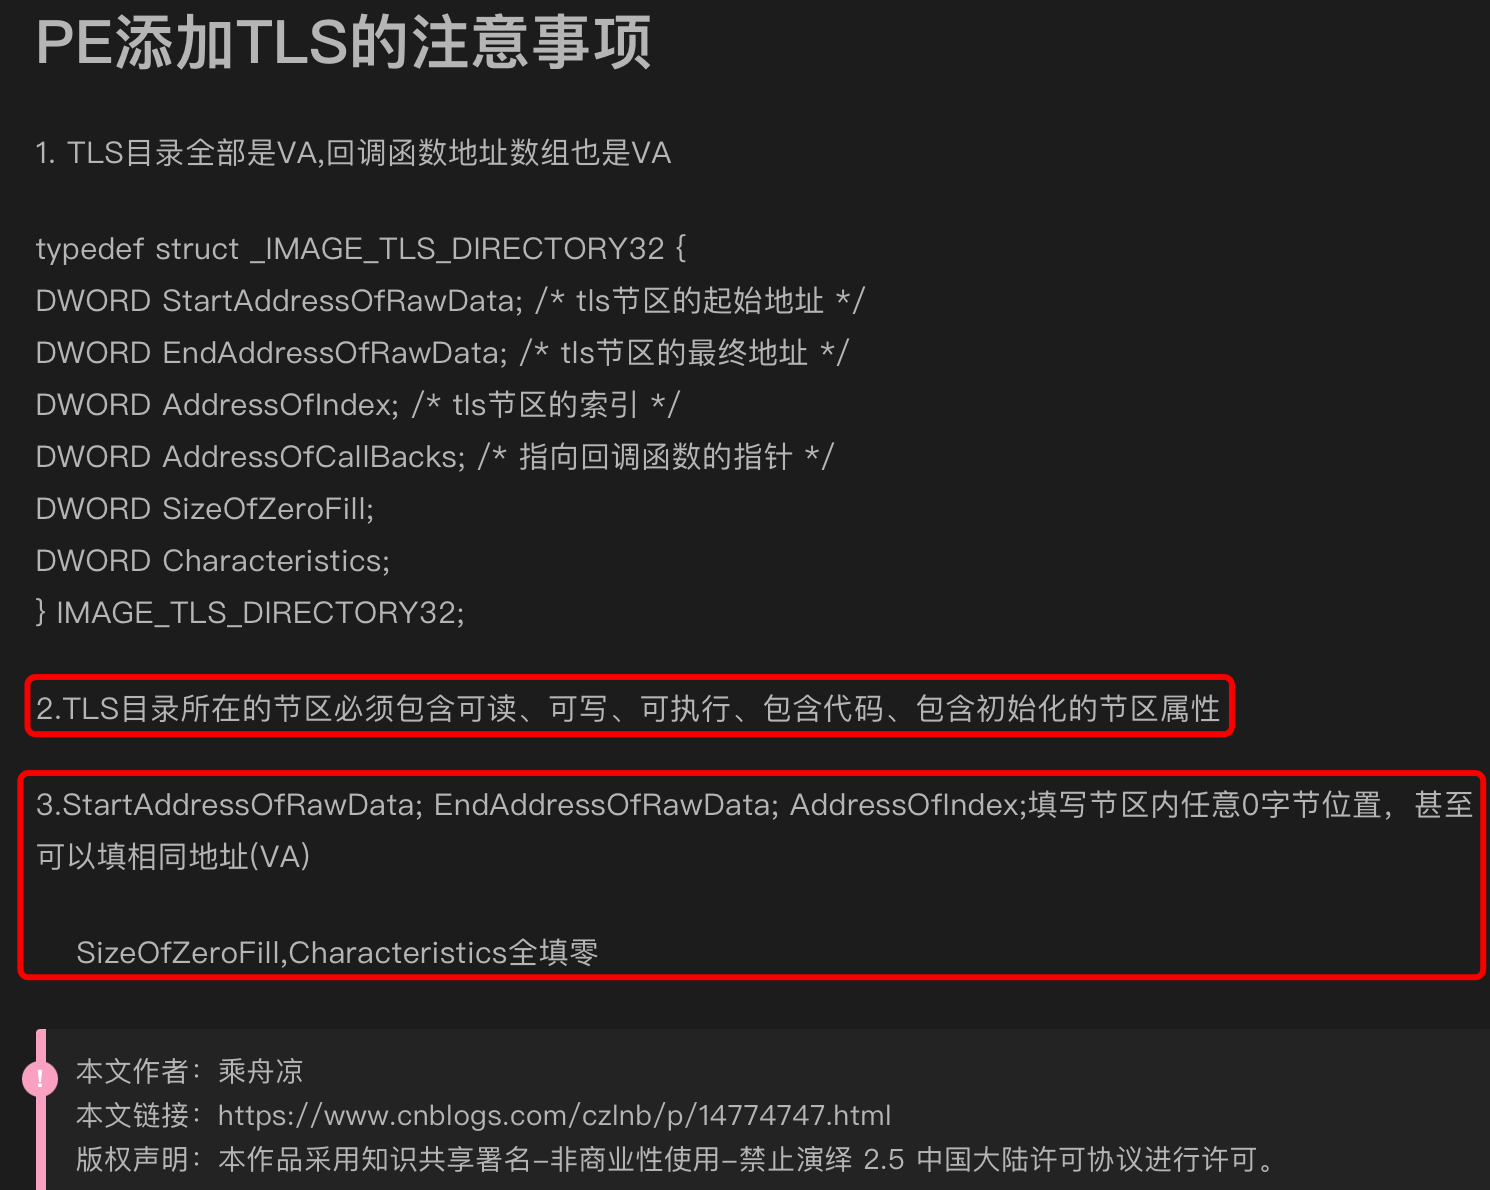 PE添加TLS的注意事项
1. TLS目录全部是VA,回调函数地址数组也是VA
typedef struct _IMAGE_TLS_DIRECTORY32 {
DWORD StartAddressOfRawData; /* tls节区的起始地址 */
DWORD EndAddressOfRawData; /* tls节区的最终地址 */
DWORD AddressOfIndex; /* tls节区的索引 */
DWORD AddressOfCallBacks; /* 指向回调函数的指针 */
DWORD SizeOfZeroFill;
DWORD Characteristics;
} IMAGE_TLS_DIRECTORY32;
2.TLS目录所在的节区必须包含可读、可写、可执行、包含代码、包含初始化的节区属性
3.StartAddressOfRawData; EndAddressOfRawData; AddressOfIndex;填写节区内任意0字节位置，甚至
可以填相同地址(VA)
SizeOfZeroFill,Characteristics全填零
!
本文作者：乘舟凉
本文链接：https://www.cnblogs.com/czlnb/p/14774747.html
版权声明：本作品采用知识共享署名-非商业性使用-禁止演绎 2.5 中国大陆许可协议进行许可。